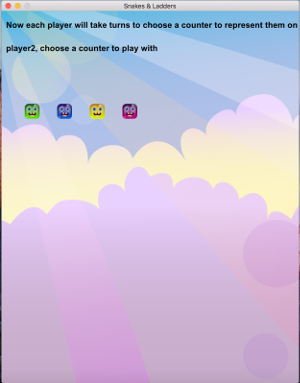 Snakes & Ladders
Now each player will take turns to choose a counter to represent them on
player2, choose a counter to play with